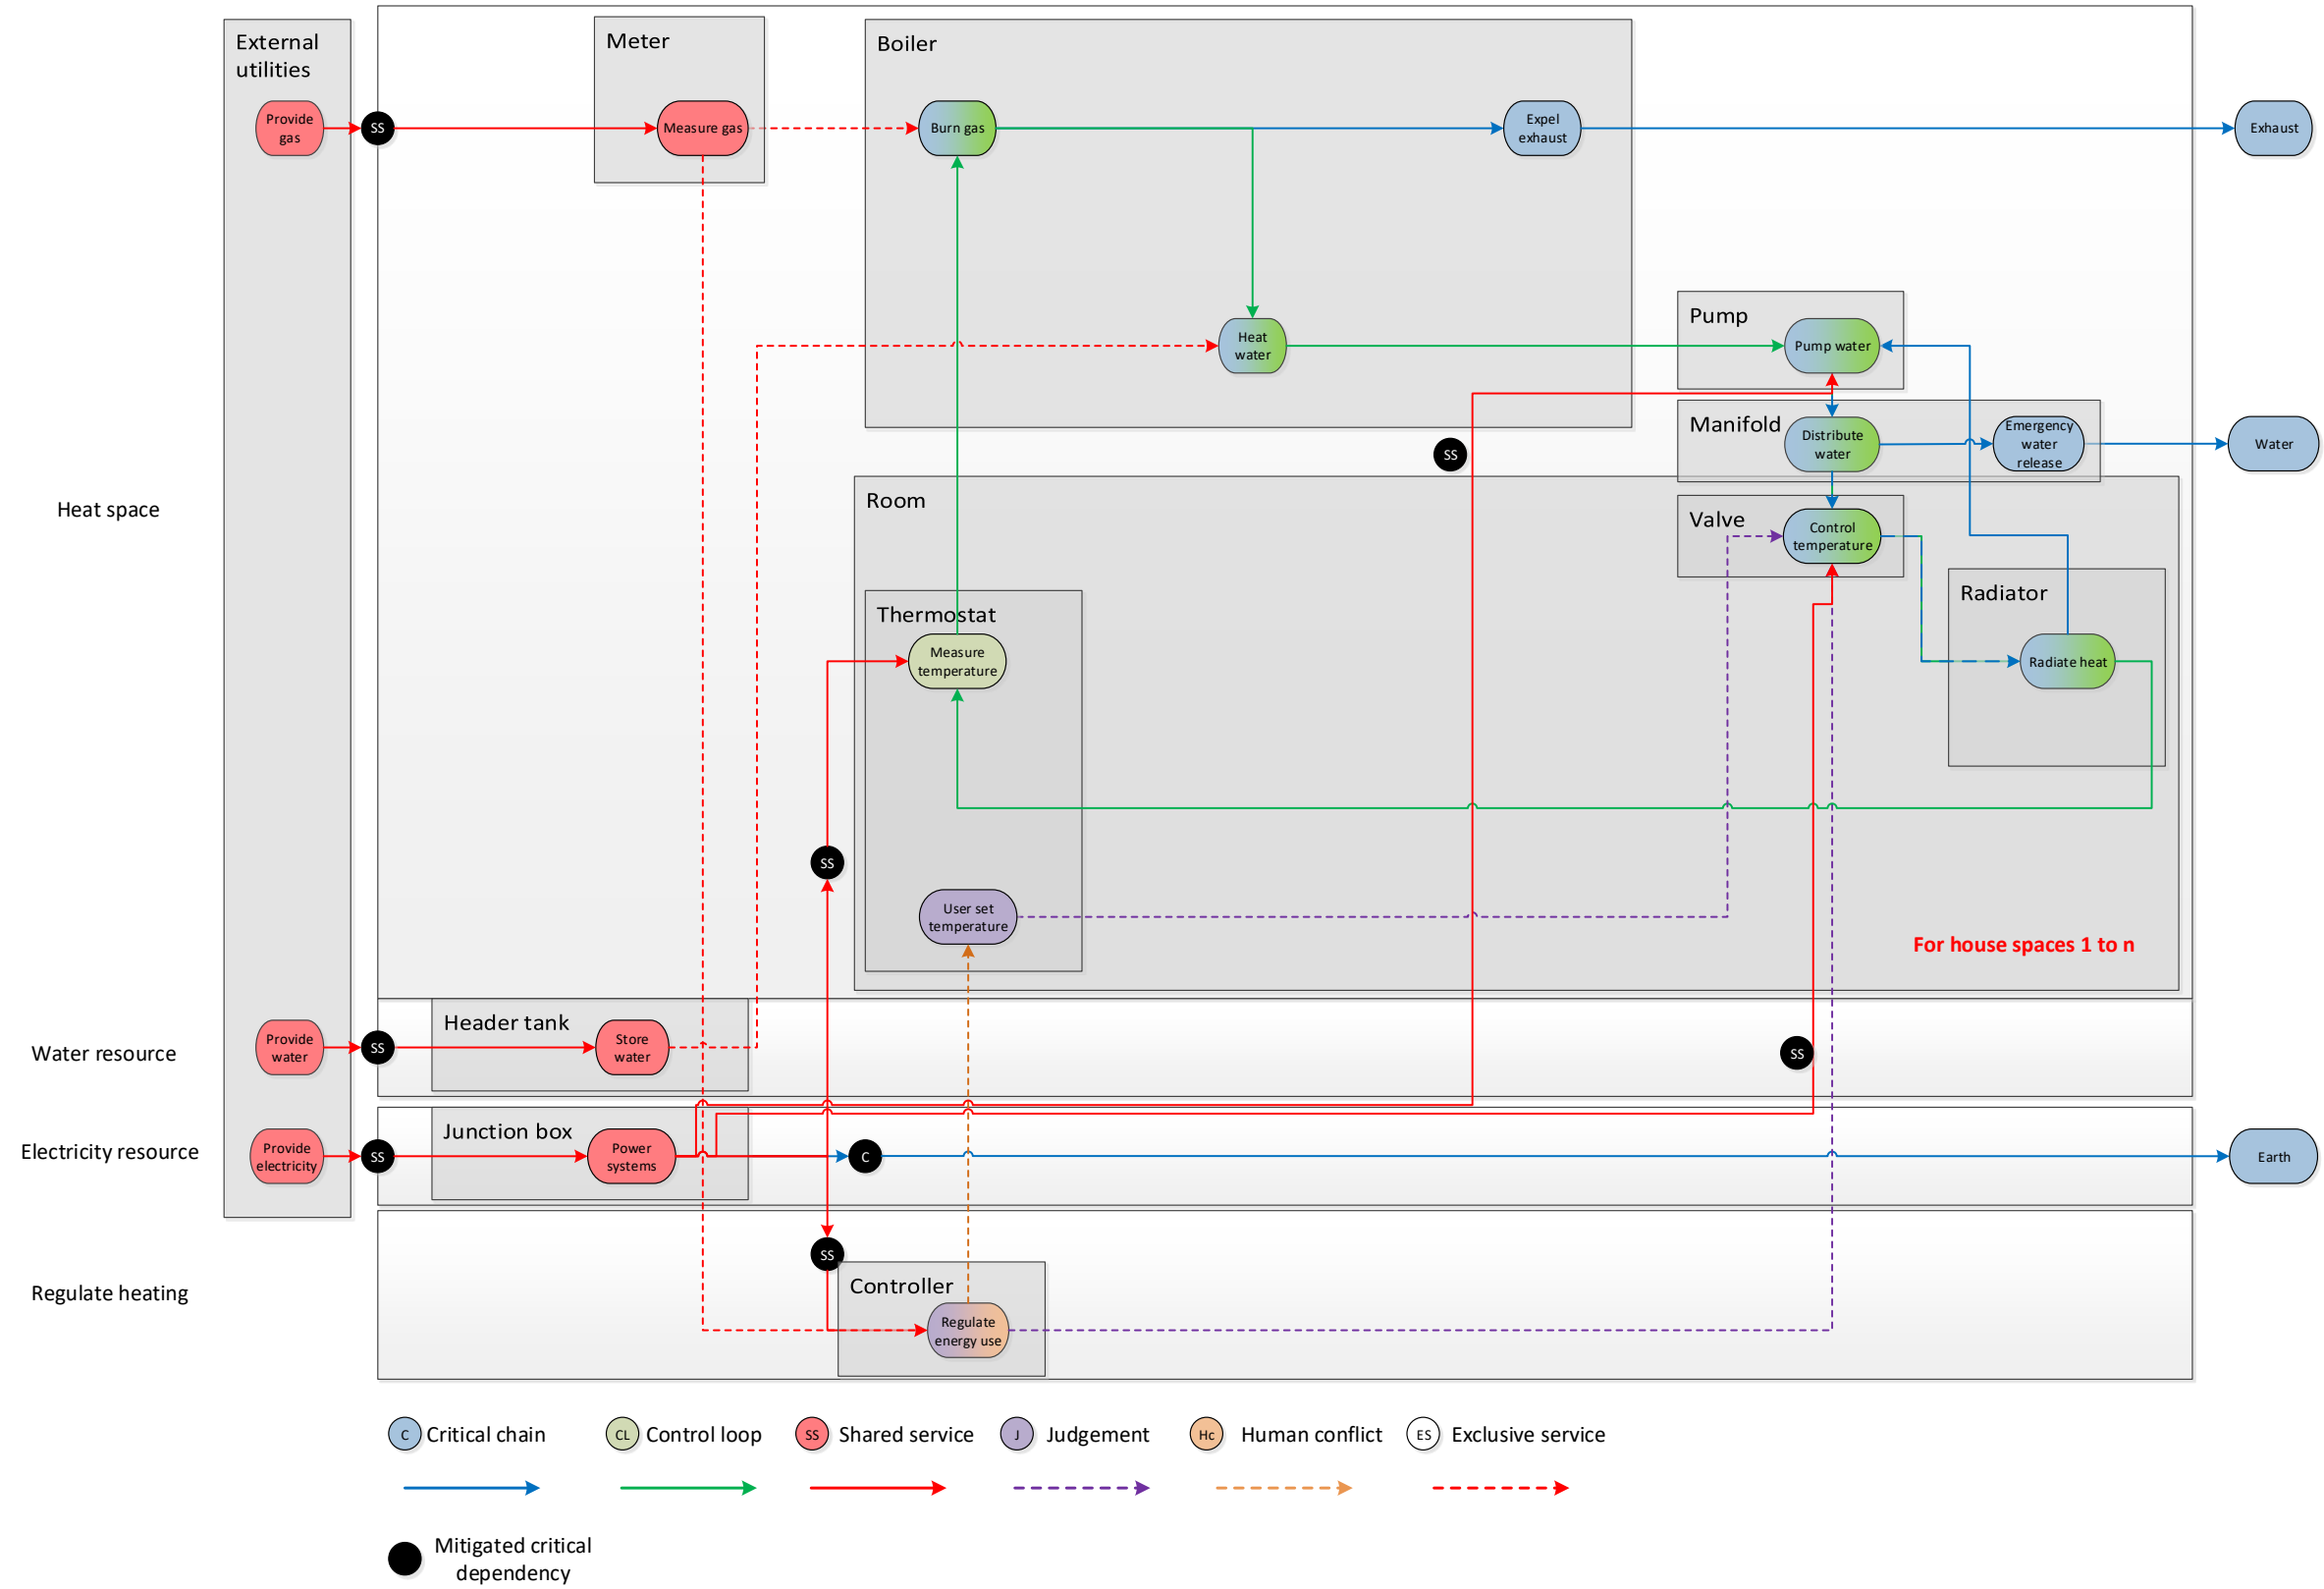 External
utilities
Meter
Boiler
Provide
gas
SS
Measure gas
Burn gas
Expel
exhaust
Exhaust
Heat
water
Pump
Pump water
Manifold
Distribute
water
Emergency
water
release
Water
SS
Heat space
Room
Valve
Control
temperature
Radiator
Radiate heat
Thermostat
Measure
temperature
SS
User set
temperature
For house spaces 1 to n
Water resource
Provide
water
SS
Header tank
Store
water
SS
Electricity resource
Provide
electricity
SS
Junction box
Power
systems
C
Earth
Regulate heating
SS
Controller
Regulate
energy use
C Critical chain
CL Control loop
SS Shared service
J Judgement
Hc Human conflict
ES Exclusive service
Mitigated critical
dependency